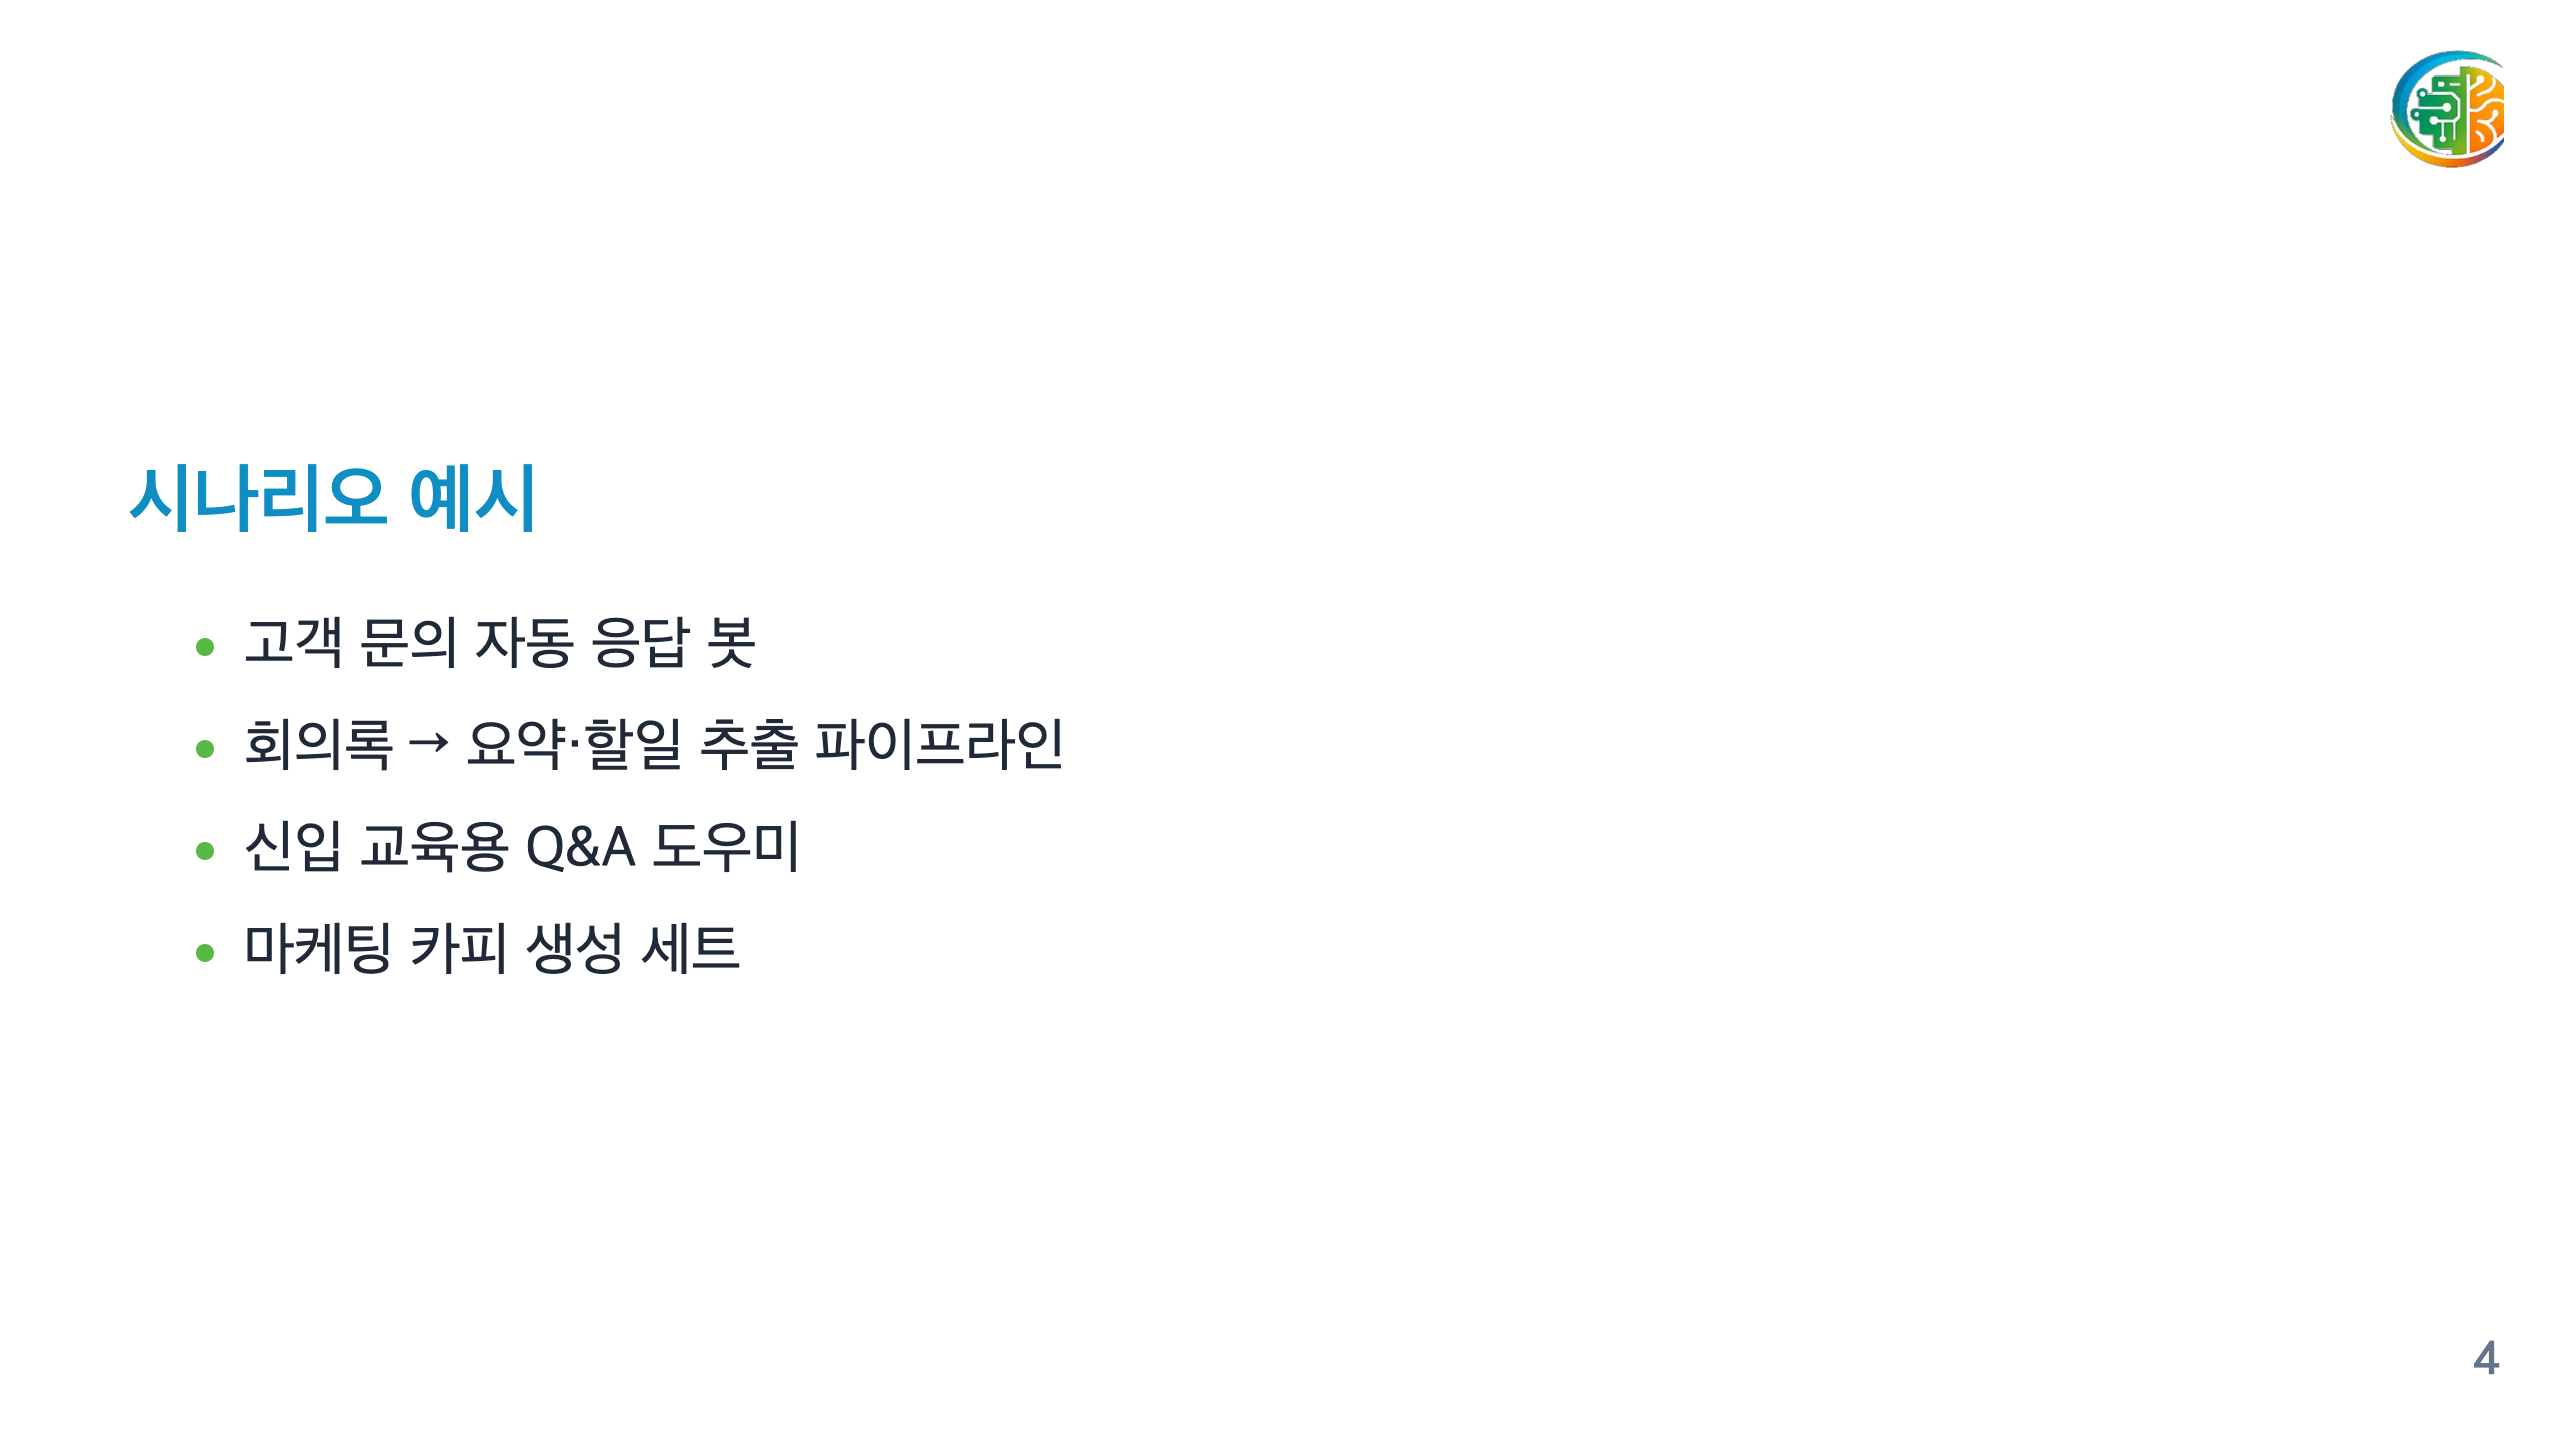 시나리오 예시
• 고객 문의 자동 응답 봇
• 회의록 → 요약·할일 추출 파이프라인
• 신입 교육용 Q&A 도우미
• 마케팅 카피 생성 세트
4